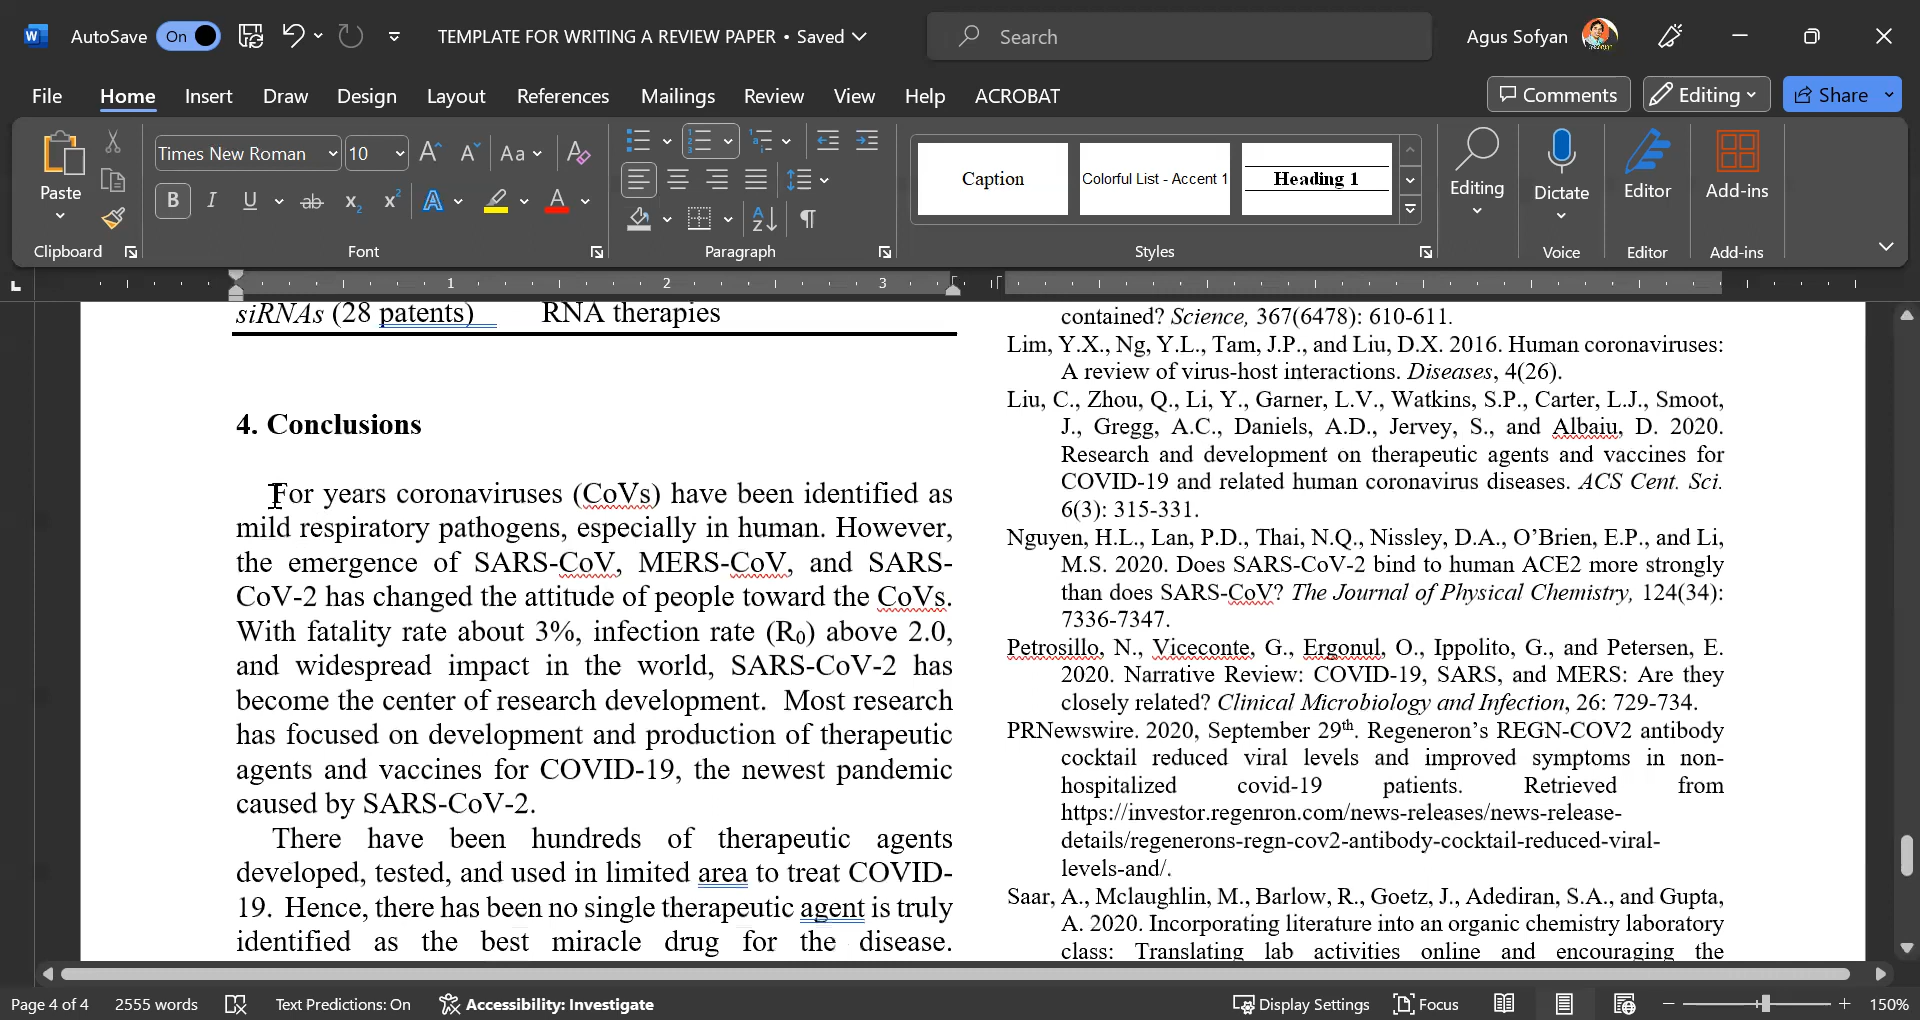 AutoSave On TEMPLATE FOR WRITING A REVIEW PAPER • Saved Search Agus Sofyan
File Home Insert Draw Design Layout References Mailings Review View Help ACROBAT Comments Editing Share
Paste
Clipboard
Times New Roman 10
Aa
B I U ab x₂ x² A A
Font
Paragraph
Caption
Colorful List - Accent 1
Heading 1
Styles
Editing
Dictate
Voice
Editor
Editor
Add-ins
Add-ins
1 2 3
siRNAs (28 patents) RNA therapies
4. Conclusions
For years coronaviruses (CoVs) have been identified as
mild respiratory pathogens, especially in human. However,
the emergence of SARS-CoV, MERS-CoV, and SARS-
CoV-2 has changed the attitude of people toward the CoVs.
With fatality rate about 3%, infection rate (R₀) above 2.0,
and widespread impact in the world, SARS-CoV-2 has
become the center of research development. Most research
has focused on development and production of therapeutic
agents and vaccines for COVID-19, the newest pandemic
caused by SARS-CoV-2.
There have been hundreds of therapeutic agents
developed, tested, and used in limited area to treat COVID-
19. Hence, there has been no single therapeutic agent is truly
identified as the best miracle drug for the disease.
contained? Science, 367(6478): 610-611.
Lim, Y.X., Ng, Y.L., Tam, J.P., and Liu, D.X. 2016. Human coronaviruses:
A review of virus-host interactions. Diseases, 4(26).
Liu, C., Zhou, Q., Li, Y., Garner, L.V., Watkins, S.P., Carter, L.J., Smoot,
J., Gregg, A.C., Daniels, A.D., Jervey, S., and Albaiu, D. 2020.
Research and development on therapeutic agents and vaccines for
COVID-19 and related human coronavirus diseases. ACS Cent. Sci.
6(3): 315-331.
Nguyen, H.L., Lan, P.D., Thai, N.Q., Nissley, D.A., O’Brien, E.P., and Li,
M.S. 2020. Does SARS-CoV-2 bind to human ACE2 more strongly
than does SARS-CoV? The Journal of Physical Chemistry, 124(34):
7336-7347.
Petrosillo, N., Viceconte, G., Ergonul, O., Ippolito, G., and Petersen, E.
2020. Narrative Review: COVID-19, SARS, and MERS: Are they
closely related? Clinical Microbiology and Infection, 26: 729-734.
PRNewswire. 2020, September 29th. Regeneron’s REGN-COV2 antibody
cocktail reduced viral levels and improved symptoms in non-
hospitalized covid-19 patients. Retrieved from
https://investor.regenron.com/news-releases/news-release-
details/regenerons-regn-cov2-antibody-cocktail-reduced-viral-
levels-and/.
Saar, A., Mclaughlin, M., Barlow, R., Goetz, J., Adediran, S.A., and Gupta,
A. 2020. Incorporating literature into an organic chemistry laboratory
class: Translating lab activities online and encouraging the
Page 4 of 4 2555 words Text Predictions: On Accessibility: Investigate Display Settings Focus 150%